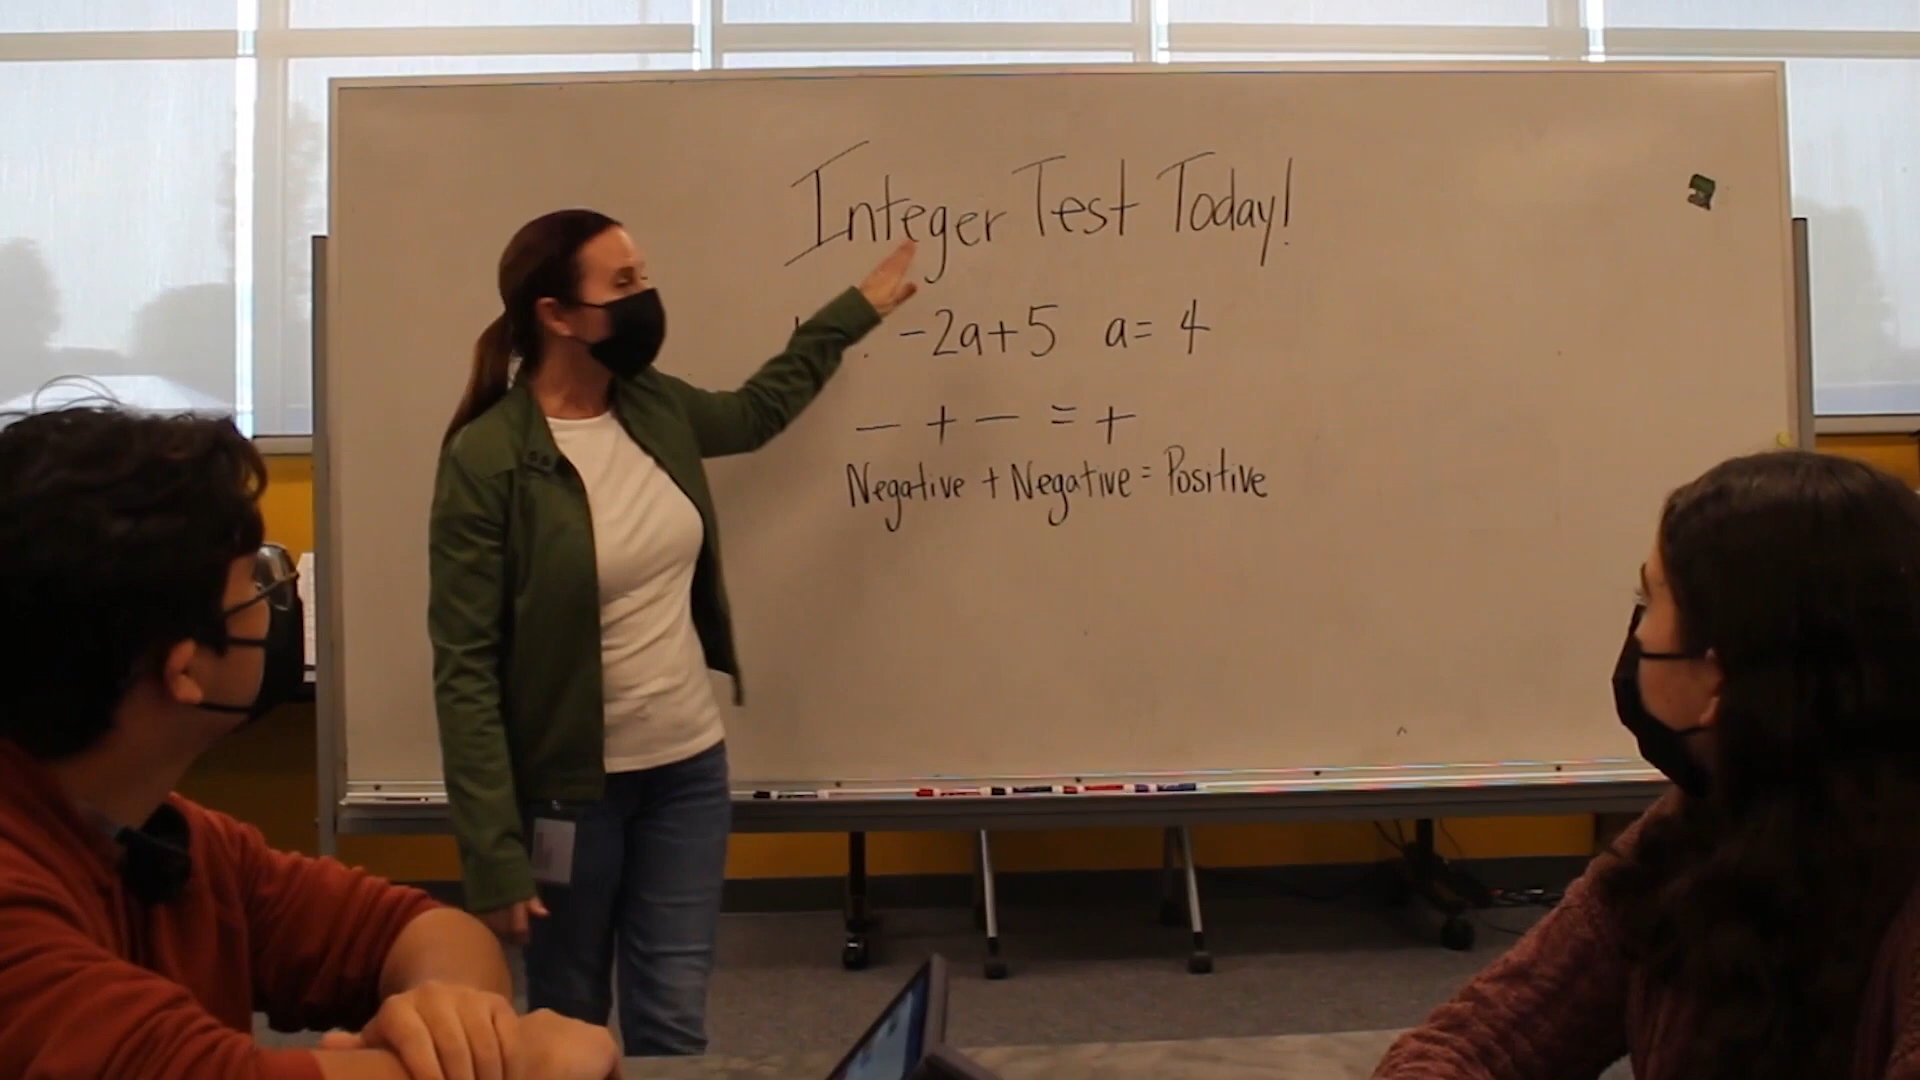 Integer Test Today!
-2a+5 a= 4
— + — = +
Negative + Negative = Positive